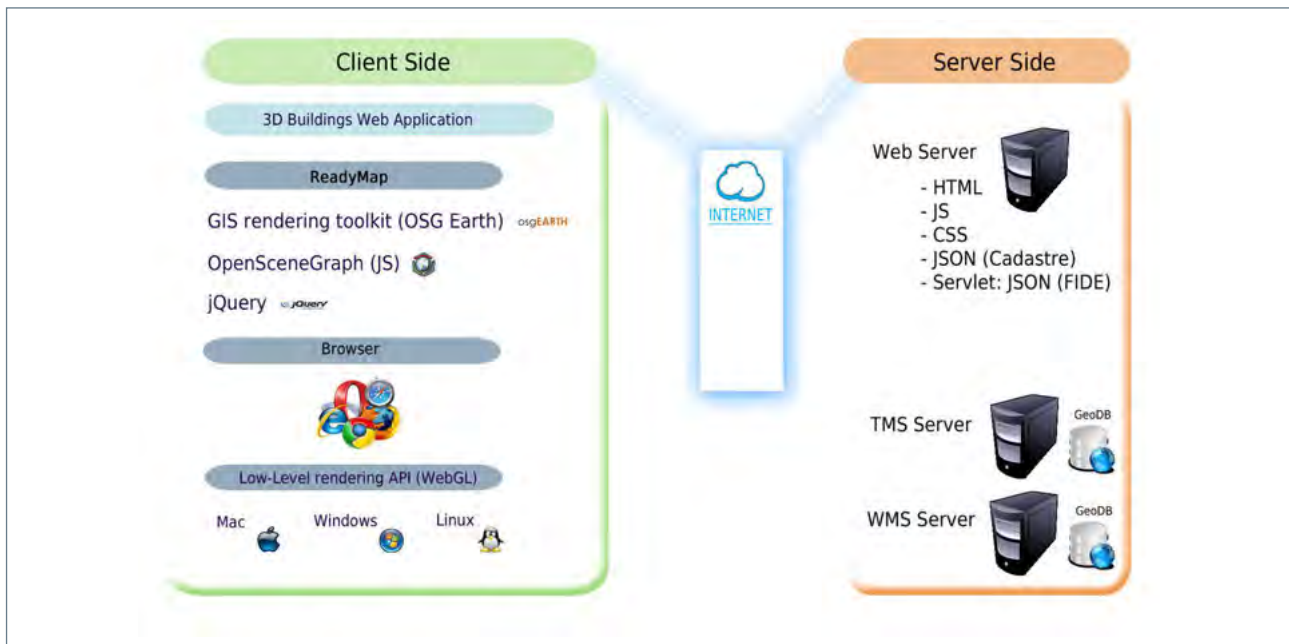 Client Side
3D Buildings Web Application
ReadyMap
GIS rendering toolkit (OSG Earth) osgEARTH
OpenSceneGraph (JS)
jQuery jQuery
Browser
Low-Level rendering API (WebGL)
Mac Windows Linux
INTERNET
Server Side
Web Server
- HTML
- JS
- CSS
- JSON (Cadastre)
- Servlet: JSON (FIDE)
TMS Server
GeoDB
WMS Server
GeoDB